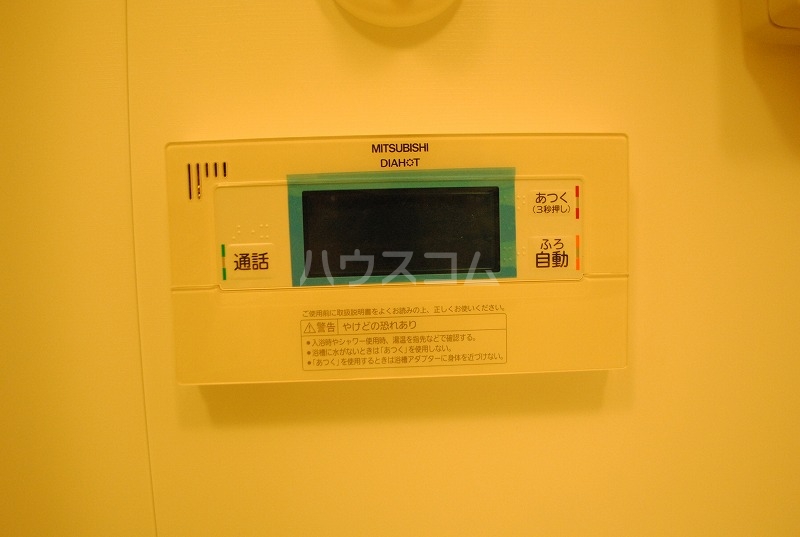 MITSUBISHI
DIAHOT
あつく
(3秒押し)
通話
ふろ
自動
ハウスコム
ご使用前に取扱説明書をよくお読みの上、正しくお使いください。
警告 やけどの恐れあり
●入浴時やシャワー使用時、湯温を指先などで確認する。
●浴槽に水がないときは「あつく」を使用しない。
●「あつく」を使用するときは浴槽アダプターに身体を近づけない。